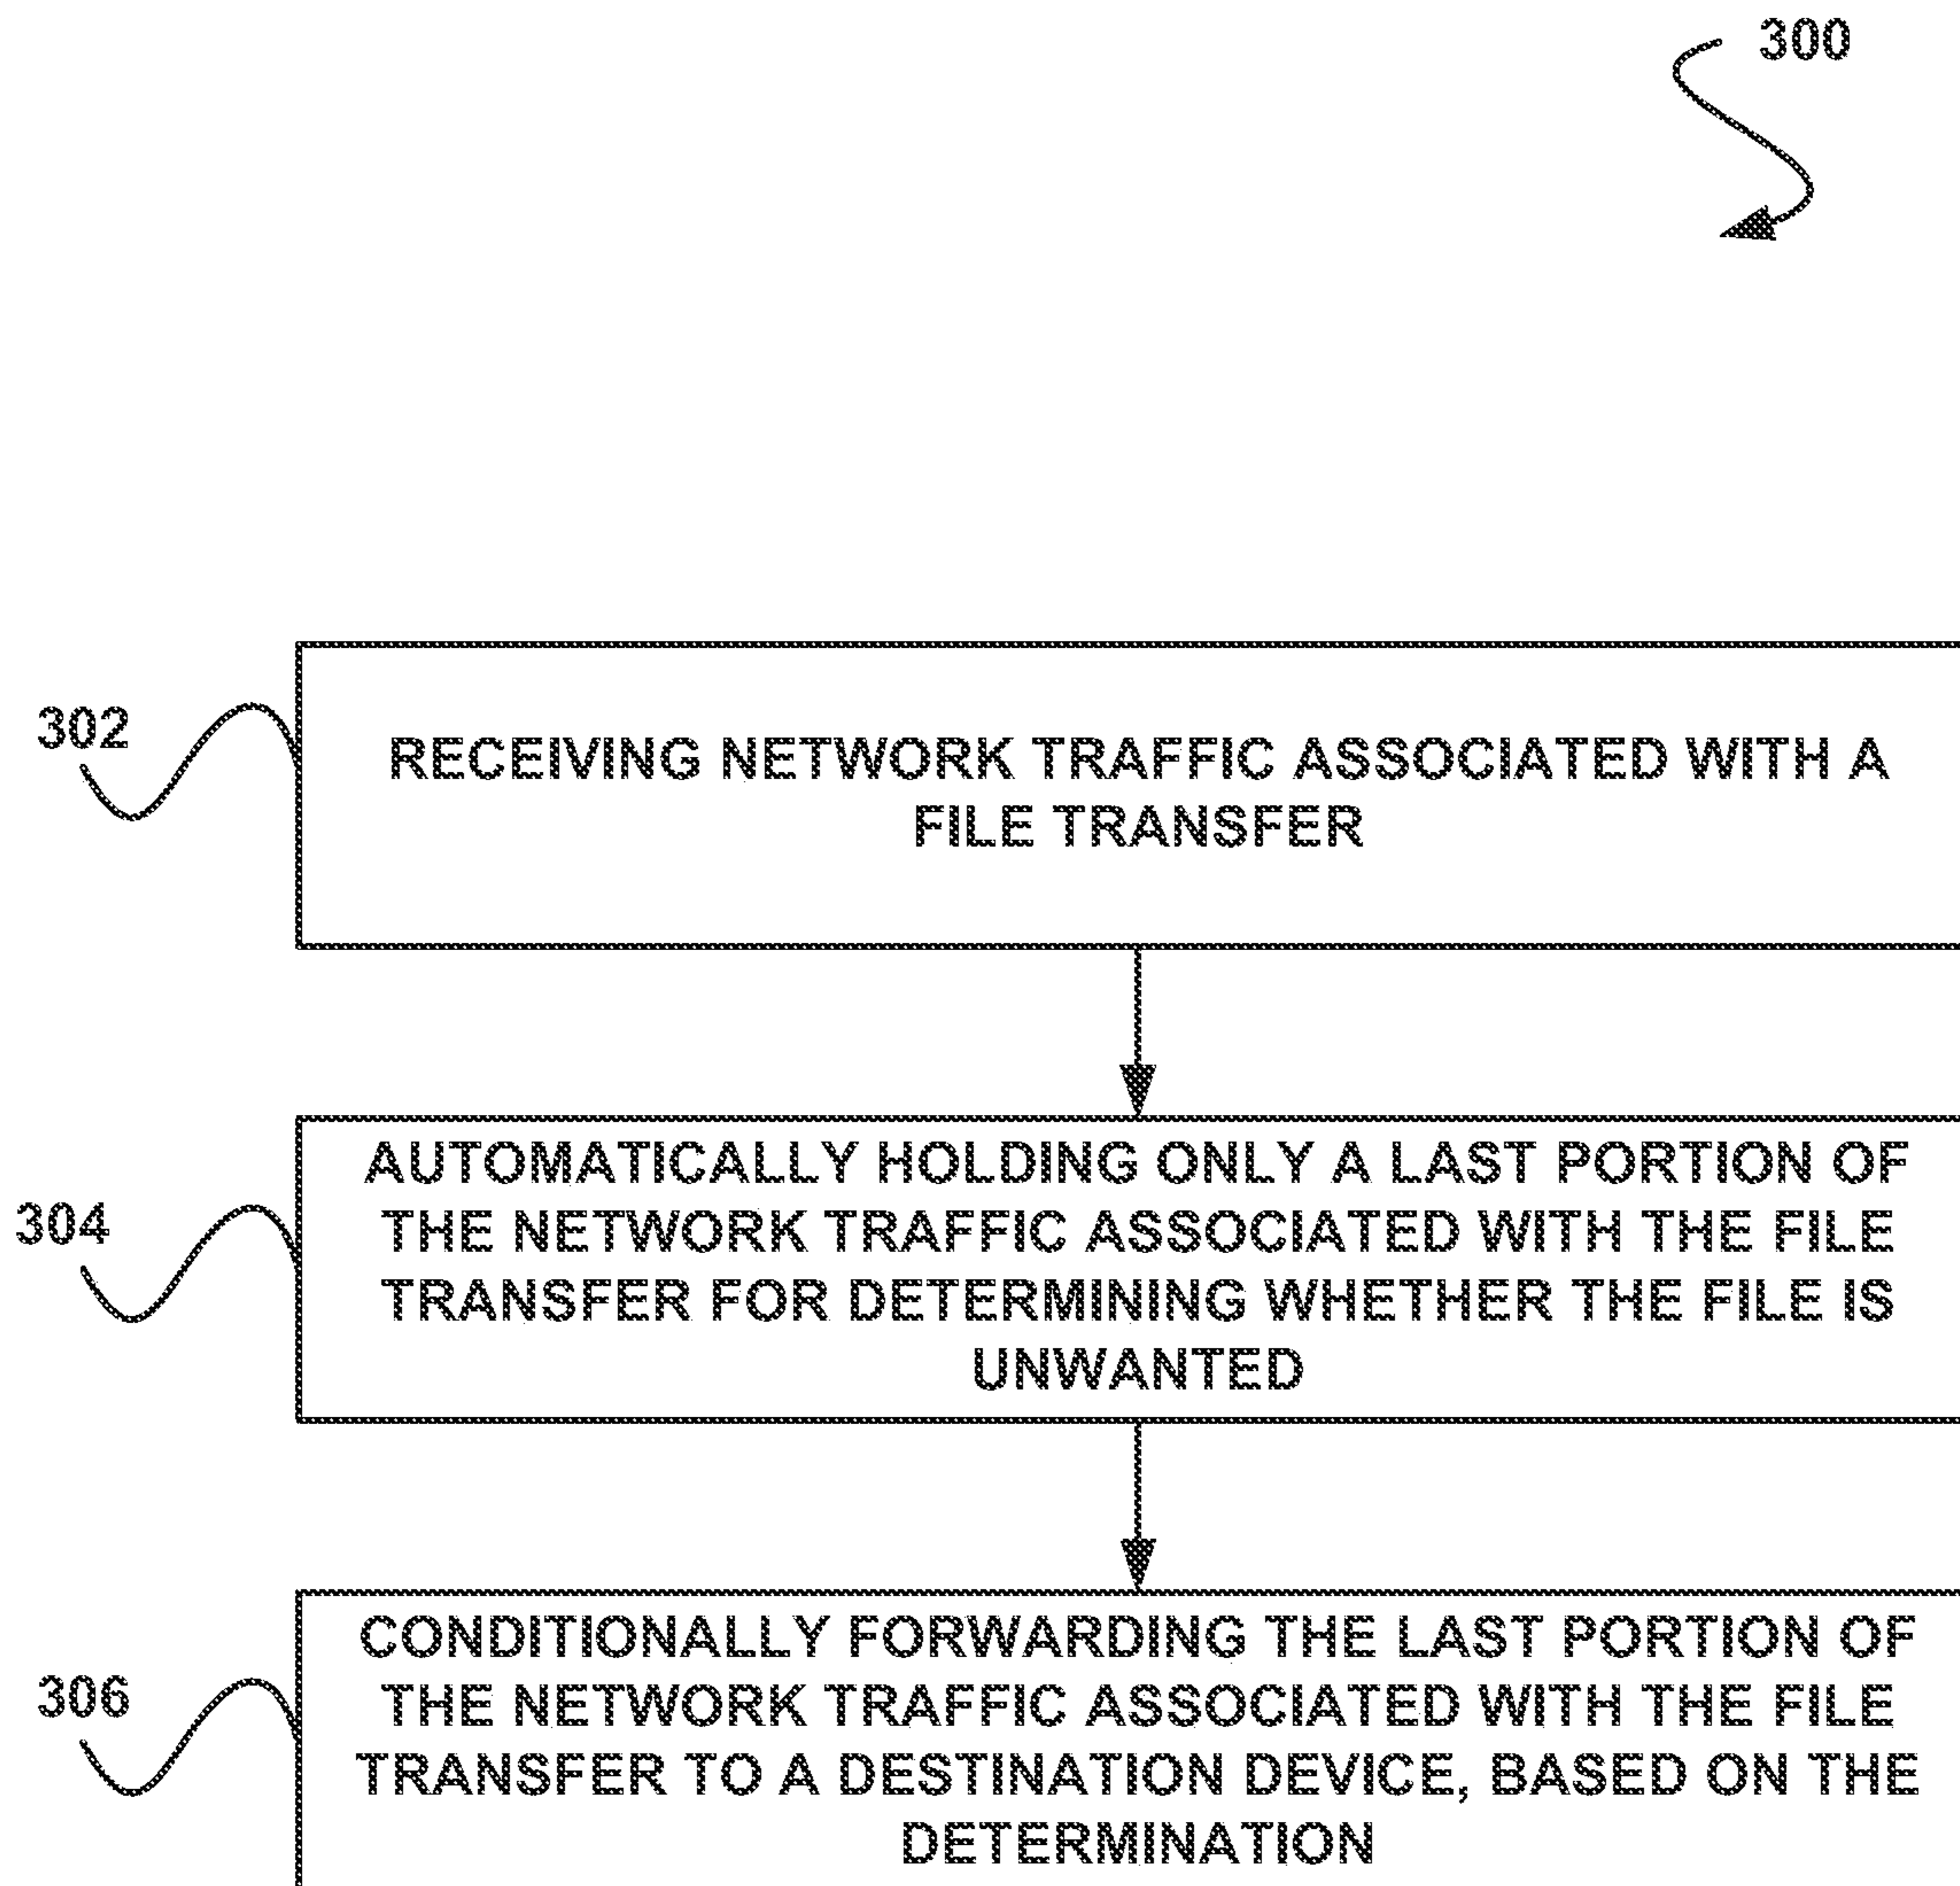 300
302
RECEIVING NETWORK TRAFFIC ASSOCIATED WITH A
FILE TRANSFER
304
AUTOMATICALLY HOLDING ONLY A LAST PORTION OF
THE NETWORK TRAFFIC ASSOCIATED WITH THE FILE
TRANSFER FOR DETERMINING WHETHER THE FILE IS
UNWANTED
306
CONDITIONALLY FORWARDING THE LAST PORTION OF
THE NETWORK TRAFFIC ASSOCIATED WITH THE FILE
TRANSFER TO A DESTINATION DEVICE, BASED ON THE
DETERMINATION